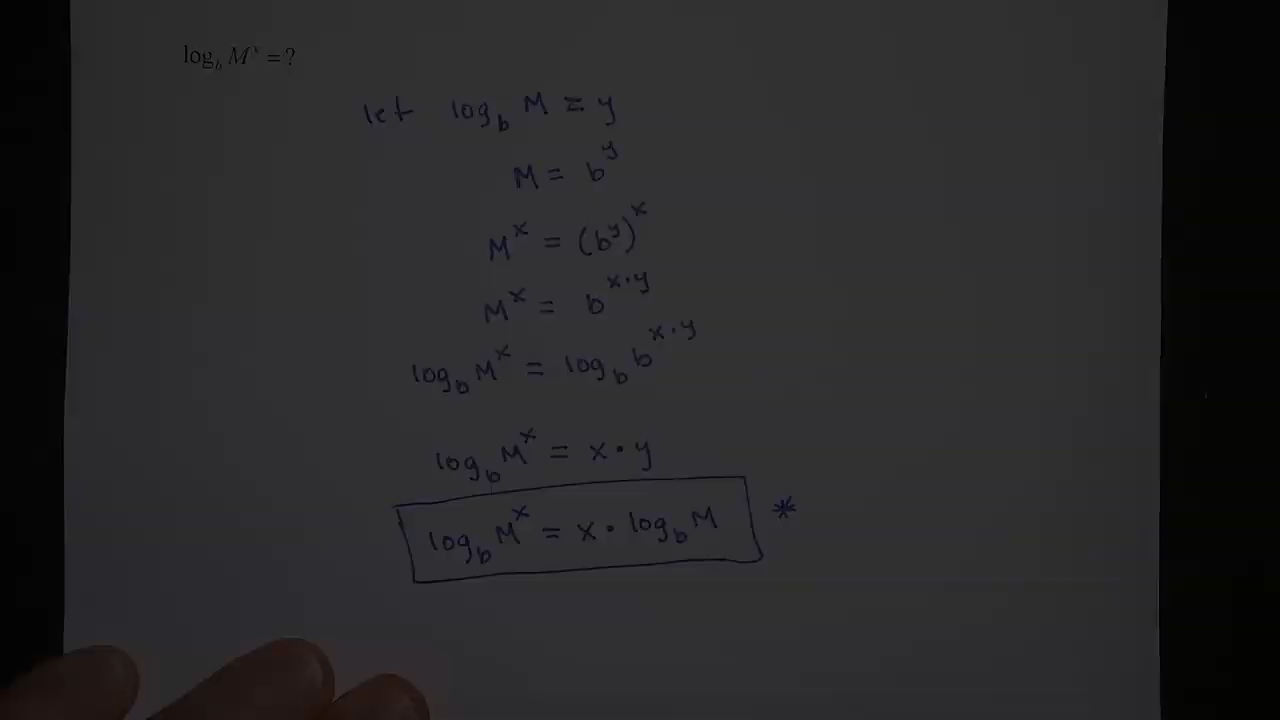 log_b M^x = ?
let log_b M = y
M = b^y
M^x = (b^y)^x
M^x = b^{x·y}
log_b M^x = log_b b^{x·y}
log_b M^x = x·y
log_b M^x = x·log_b M *